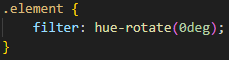 .element {
    filter: hue-rotate(0deg);
}